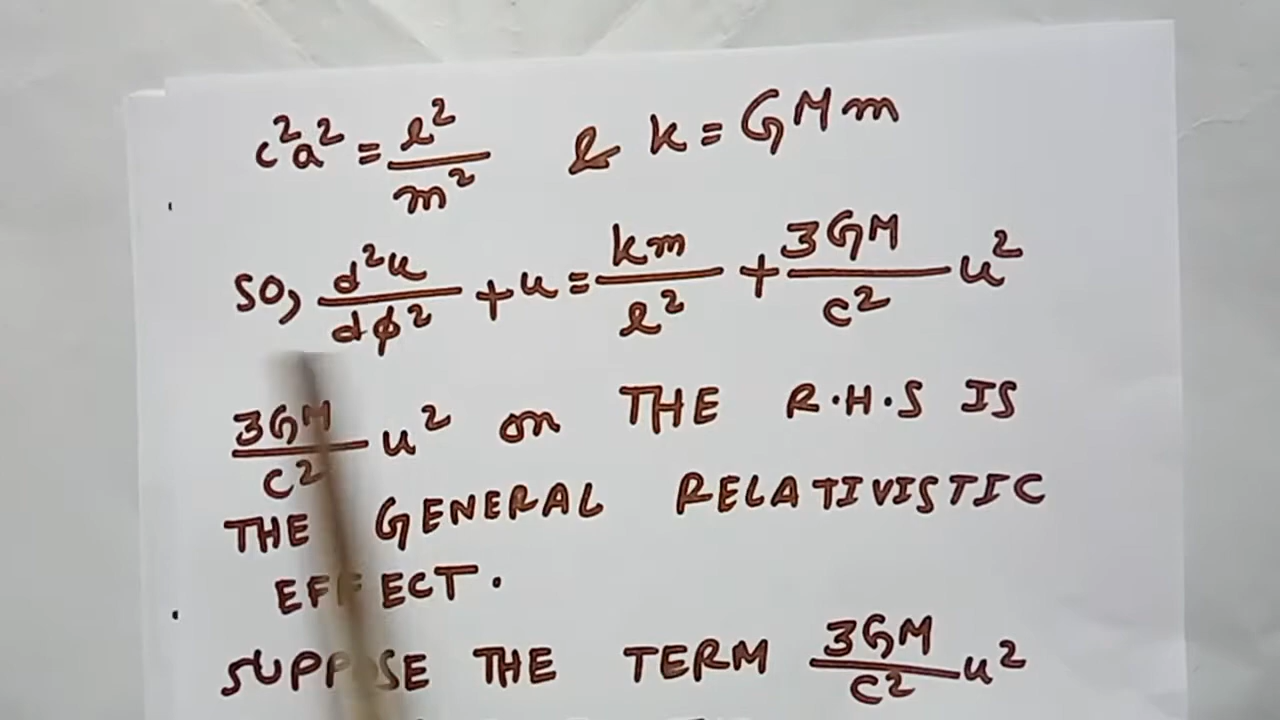 c²a² = l²/m² & k = GMm
SO, d²u/dφ² + u = km/l² + 3GM/c² u²
3GM/c² u² on THE R.H.S IS
THE GENERAL RELATIVISTIC
EFFECT.
SUPPOSE THE TERM 3GM/c² u²